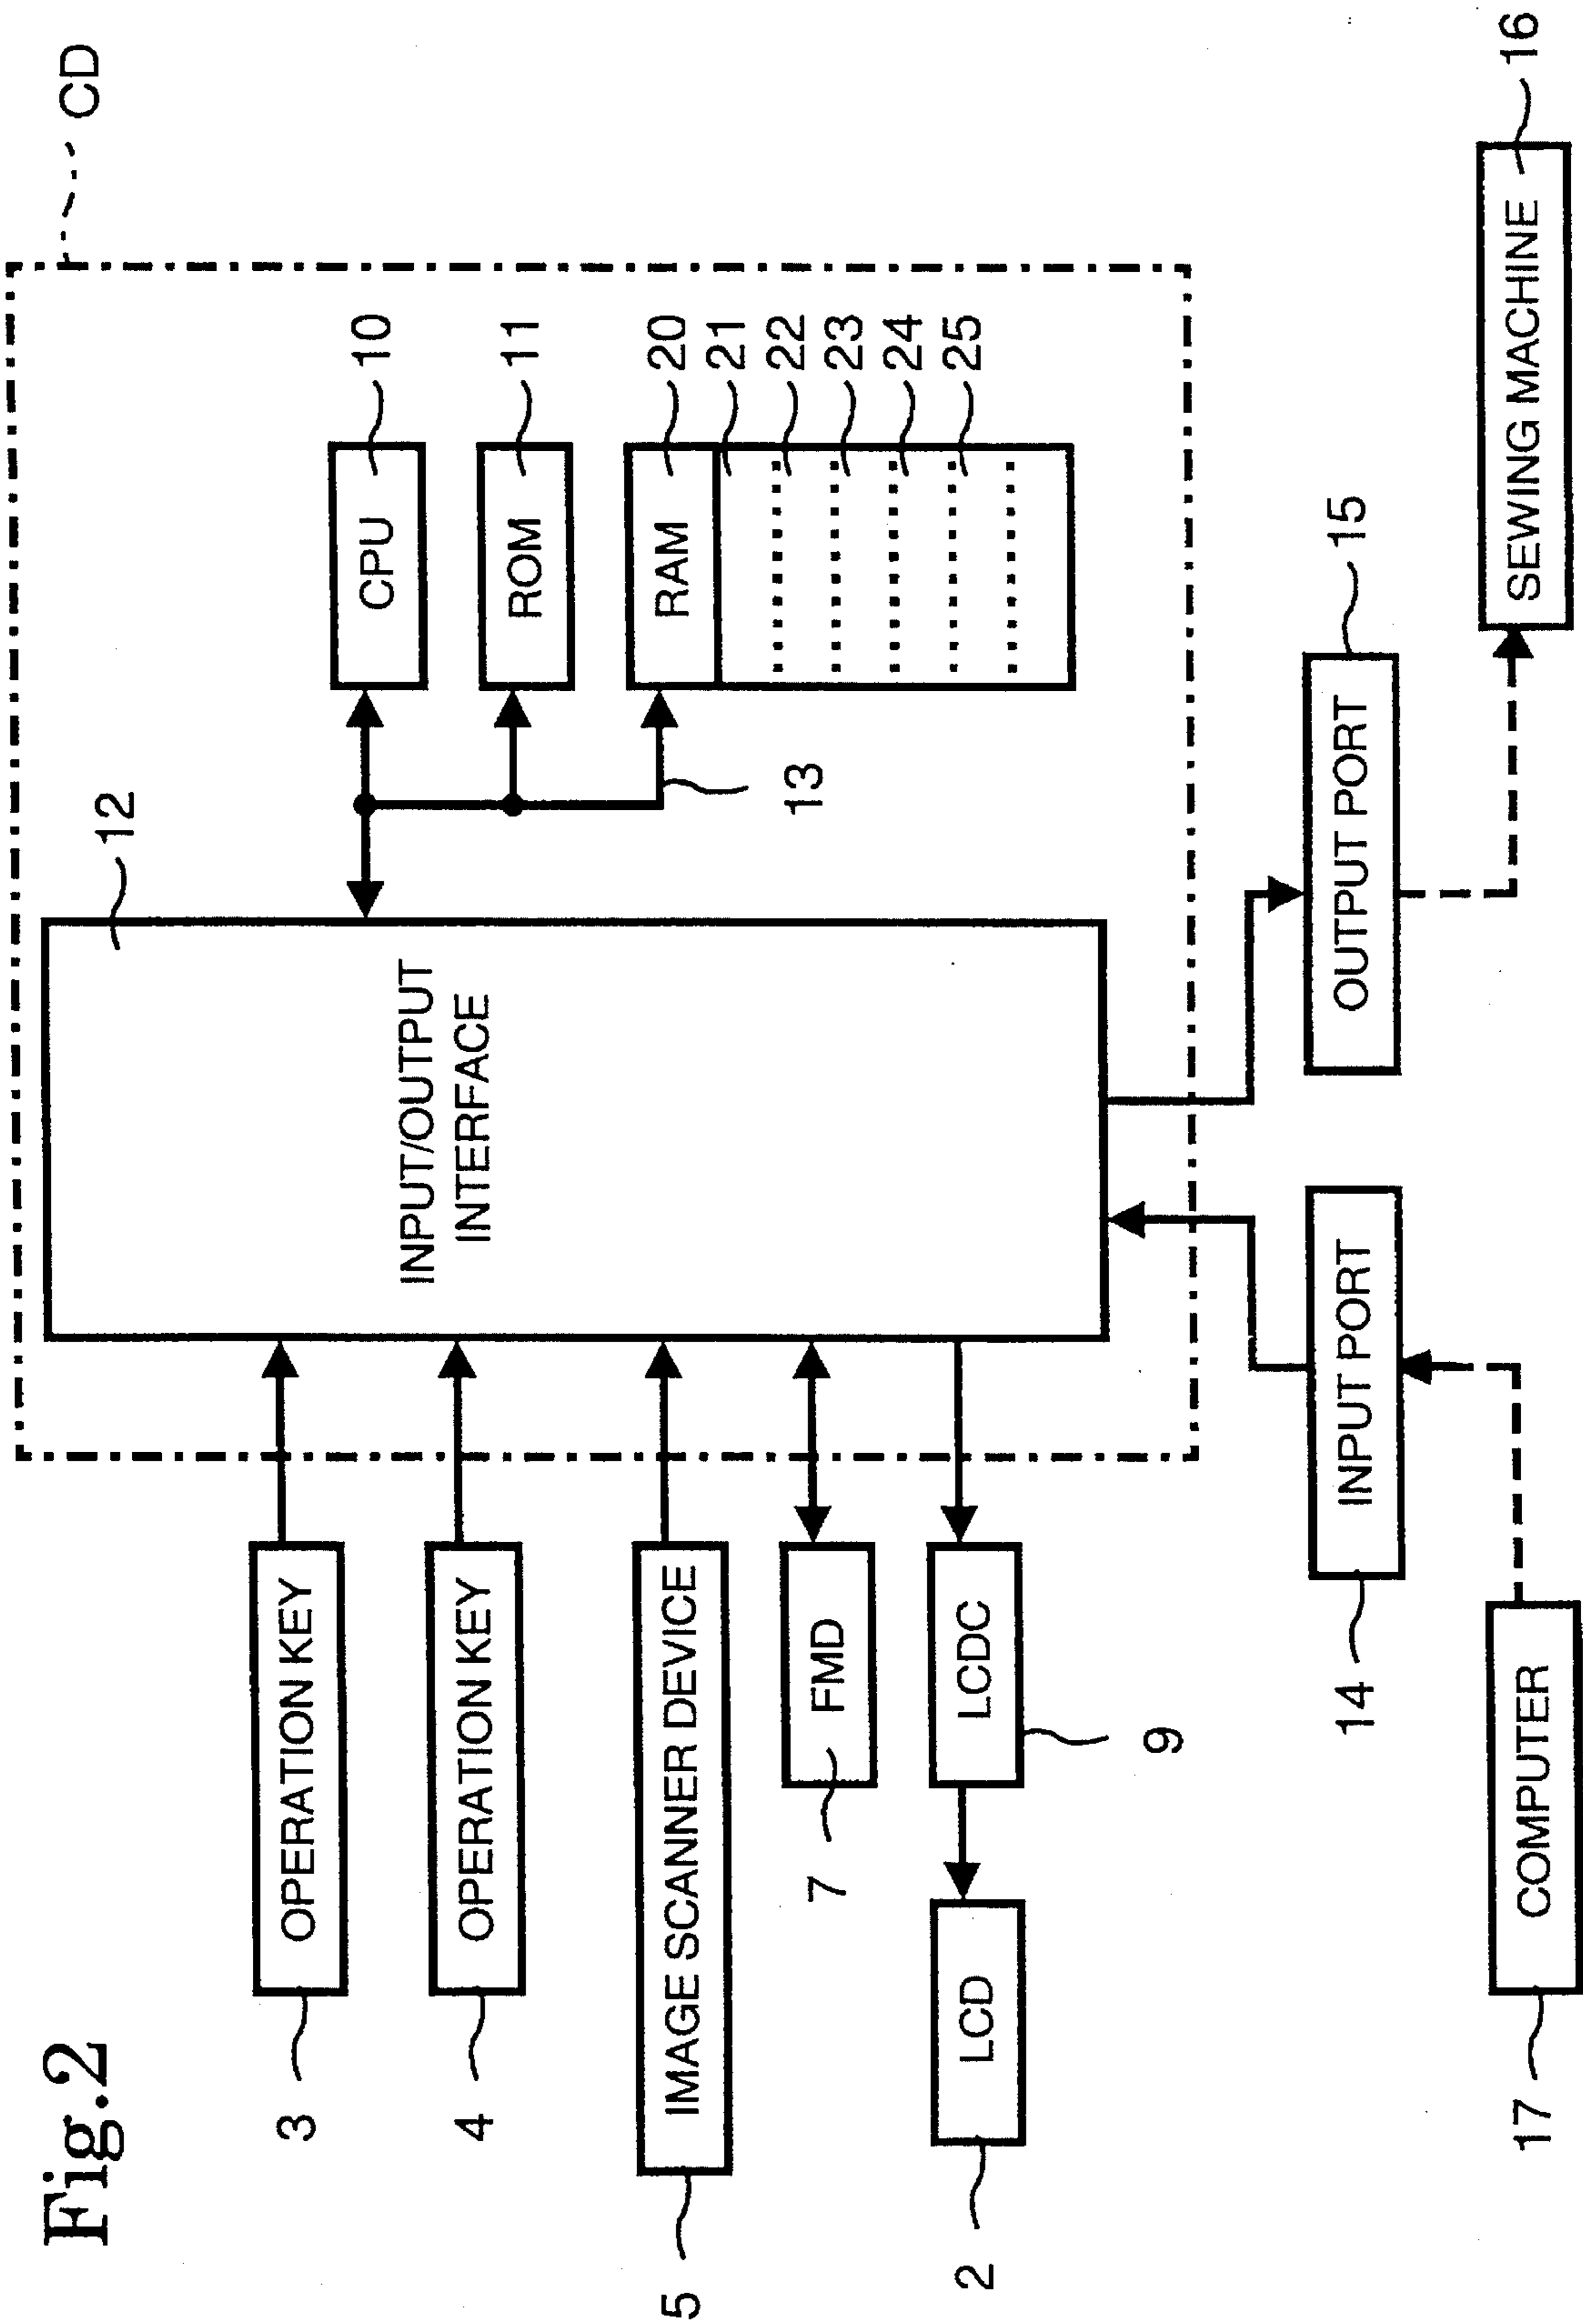 Fig.2
CD
12
3
OPERATION KEY
4
OPERATION KEY
5
IMAGE SCANNER DEVICE
7
FMD
2
LCD
LCDC
9
INPUT/OUTPUT
INTERFACE
CPU
10
ROM
11
RAM
20
21
22
23
24
25
13
14
INPUT PORT
OUTPUT PORT
15
17
COMPUTER
SEWING MACHINE
16